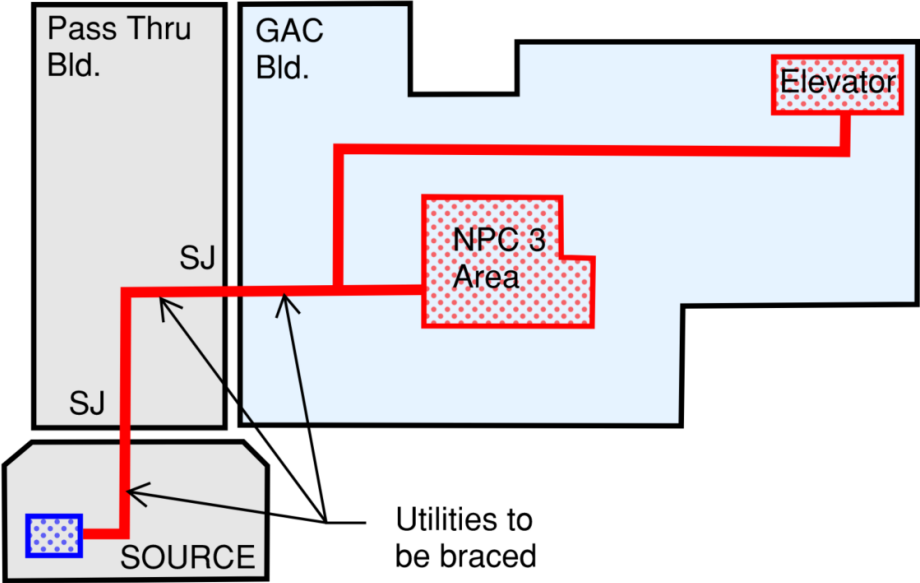 Pass Thru
Bld.
GAC
Bld.
Elevator
NPC 3
Area
SJ
SJ
SOURCE
Utilities to
be braced